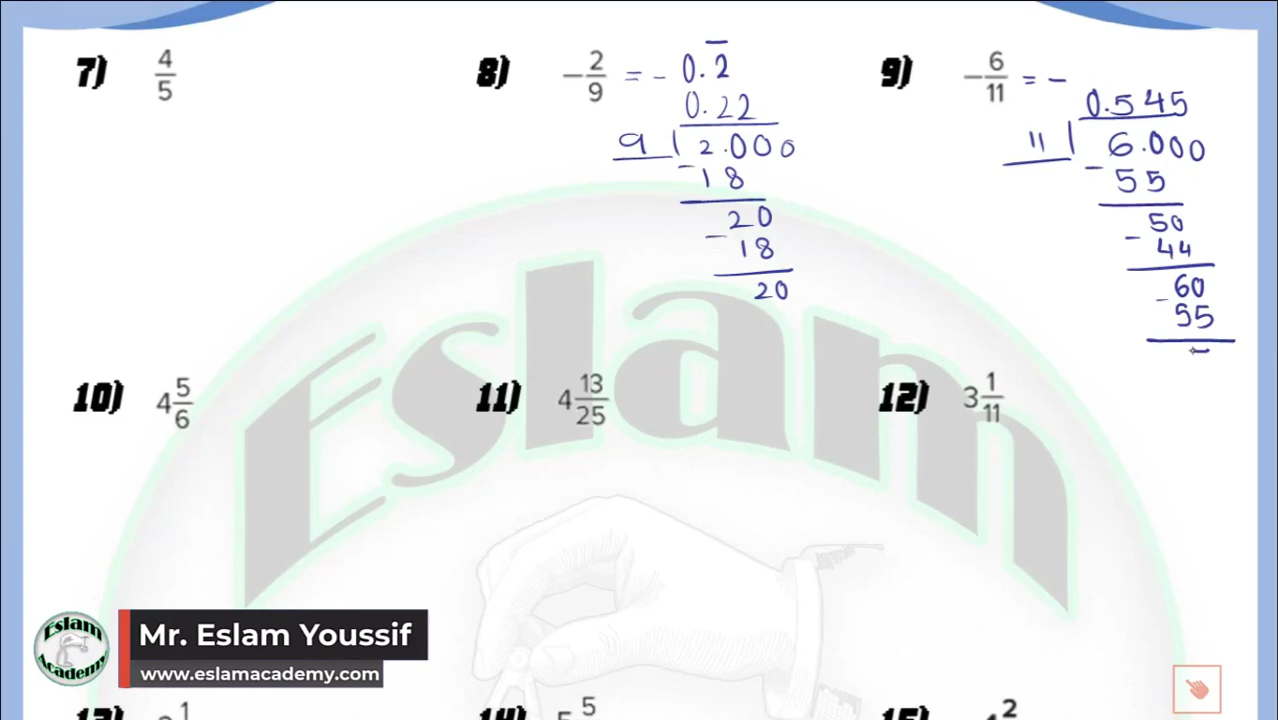 7) 4/5
8) -2/9 = - 0.2̅
0.22
9 | 2.000
- 18
20
- 18
20
9) -6/11 = -
0.545
11 | 6.000
- 55
50
- 44
60
- 55
10) 4 5/6
11) 4 13/25
12) 3 1/11
Eslam
Eslam
Academy
Mr. Eslam Youssif
www.eslamacademy.com